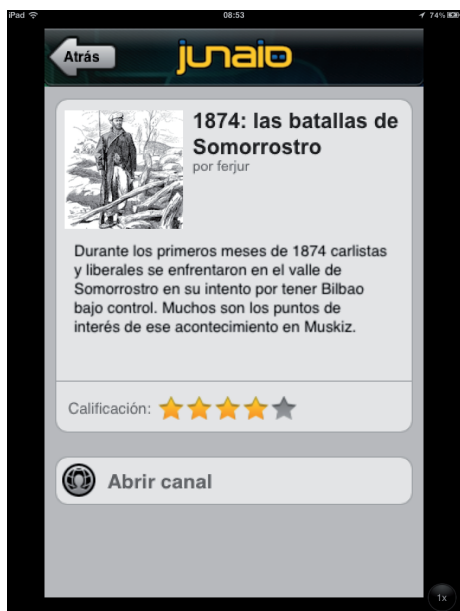 iPad 08:53 74%
Atrás junaio
1874: las batallas de
Somorrostro
por ferjur
Durante los primeros meses de 1874 carlistas
y liberales se enfrentaron en el valle de
Somorrostro en su intento por tener Bilbao
bajo control. Muchos son los puntos de
interés de ese acontecimiento en Muskiz.
Calificación:
Abrir canal
1x